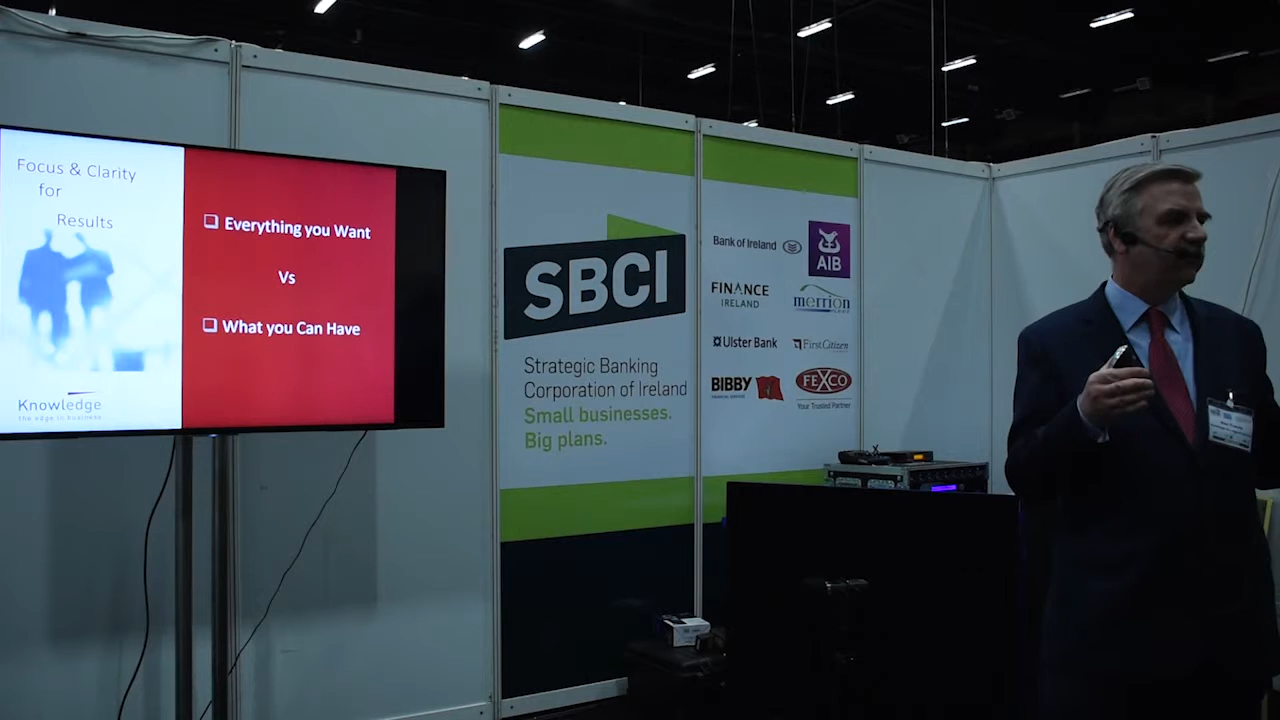 Focus & Clarity
for
Results
Knowledge
the edge in business
Everything you Want
Vs
What you Can Have
SBCI
Strategic Banking
Corporation of Ireland
Small businesses.
Big plans.
Bank of Ireland
AIB
FINANCE
IRELAND
merrion
Ulster Bank
First Citizen
BIBBY
FINANCIAL SERVICES
FEXCO
Your Trusted Partner